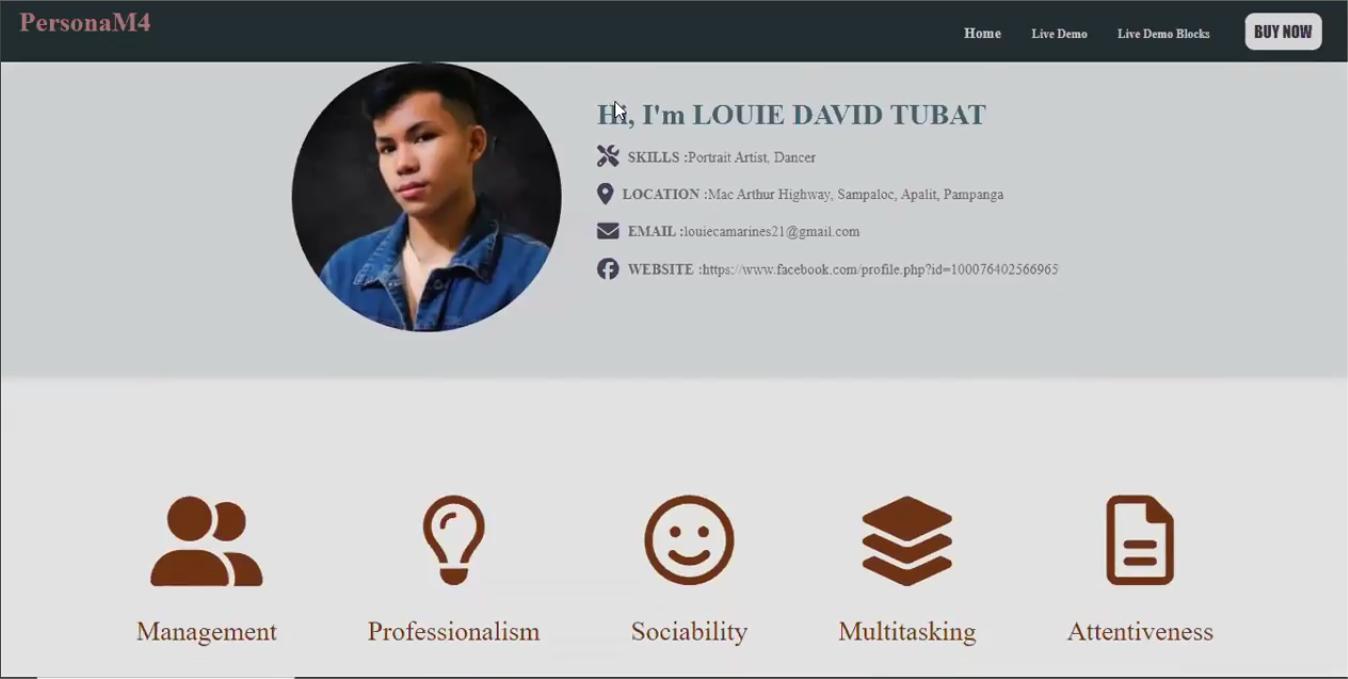 PersonaM4
Home Live Demo Live Demo Blocks BUY NOW
Hi, I'm LOUIE DAVID TUBAT
SKILLS :Portrait Artist, Dancer
LOCATION :Mac Arthur Highway, Sampaloc, Apalit, Pampanga
EMAIL :louiecamarines21@gmail.com
WEBSITE :https://www.facebook.com/profile.php?id=100076402566965
Management Professionalism Sociability Multitasking Attentiveness